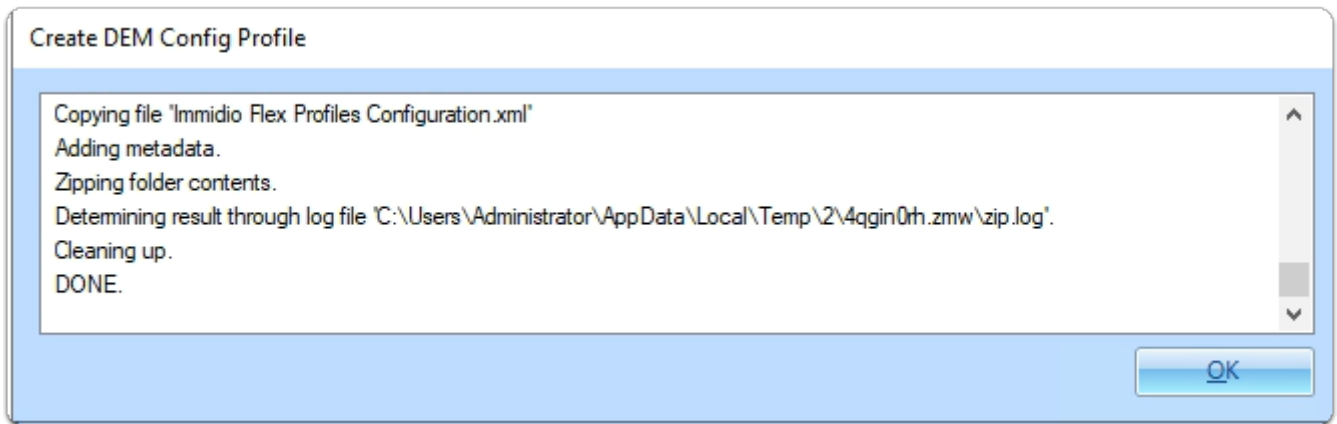 Create DEM Config Profile
Copying file 'Immidio Flex Profiles Configuration.xml'
Adding metadata.
Zipping folder contents.
Determining result through log file 'C:\Users\Administrator\AppData\Local\Temp\2\4qgin0rh.zmw\zip.log'.
Cleaning up.
DONE.
OK